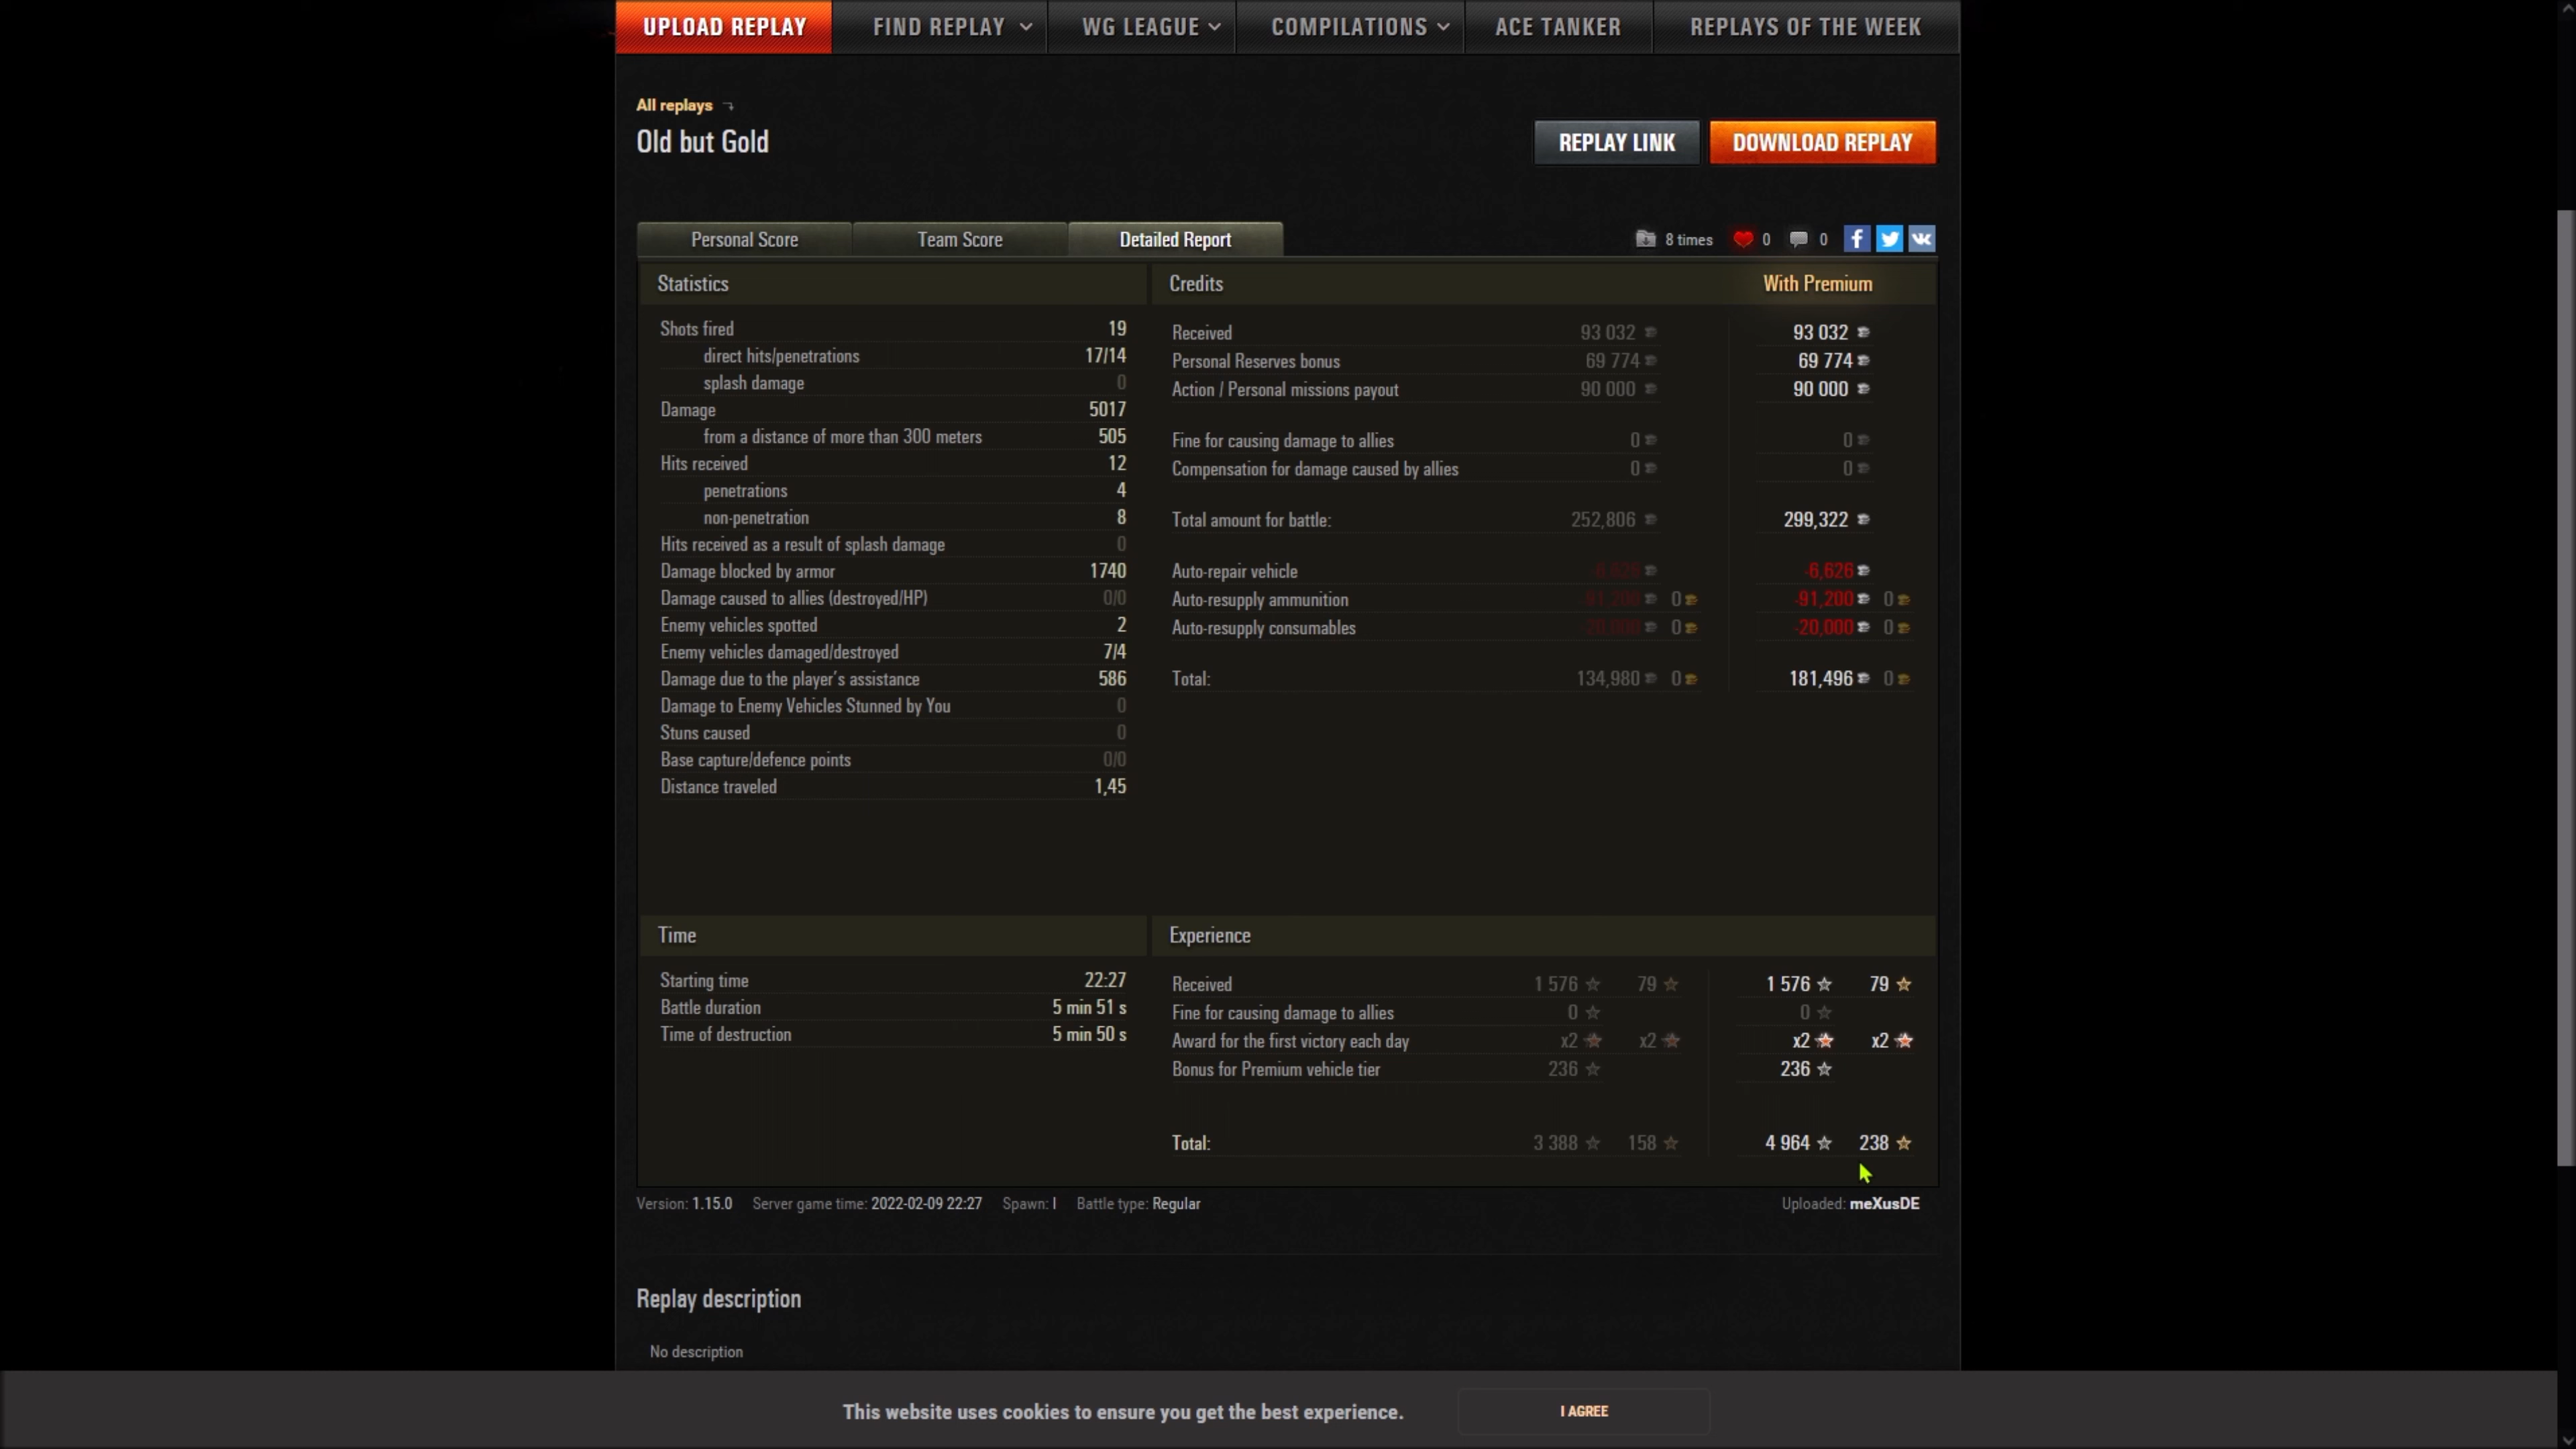 UPLOAD REPLAY FIND REPLAY WG LEAGUE COMPILATIONS ACE TANKER REPLAYS OF THE WEEK
All replays
Old but Gold
REPLAY LINK DOWNLOAD REPLAY
Personal Score Team Score Detailed Report 8 times 0 0
Statistics
Shots fired 19
direct hits/penetrations 17/14
splash damage 0
Damage 5017
from a distance of more than 300 meters 505
Hits received 12
penetrations 4
non-penetration 8
Hits received as a result of splash damage 0
Damage blocked by armor 1740
Damage caused to allies (destroyed/HP) 0/0
Enemy vehicles spotted 2
Enemy vehicles damaged/destroyed 7/4
Damage due to the player's assistance 586
Damage to Enemy Vehicles Stunned by You 0
Stuns caused 0
Base capture/defence points 0/0
Distance traveled 1,45
Credits With Premium
Received 93 032 93 032
Personal Reserves bonus 69 774 69 774
Action / Personal missions payout 90 000 90 000
Fine for causing damage to allies 0 0
Compensation for damage caused by allies 0 0
Total amount for battle: 252,806 299,322
Auto-repair vehicle -6,626 -6,626
Auto-resupply ammunition -91,200 0 -91,200 0
Auto-resupply consumables -20,000 0 -20,000 0
Total: 134,980 0 181,496 0
Time
Starting time 22:27
Battle duration 5 min 51 s
Time of destruction 5 min 50 s
Experience
Received 1 576 79 1 576 79
Fine for causing damage to allies 0 0
Award for the first victory each day x2 x2 x2 x2
Bonus for Premium vehicle tier 236 236
Total: 3 388 158 4 964 238
Version: 1.15.0 Server game time: 2022-02-09 22:27 Spawn: I Battle type: Regular Uploaded: meXusDE
Replay description
No description
This website uses cookies to ensure you get the best experience. I AGREE